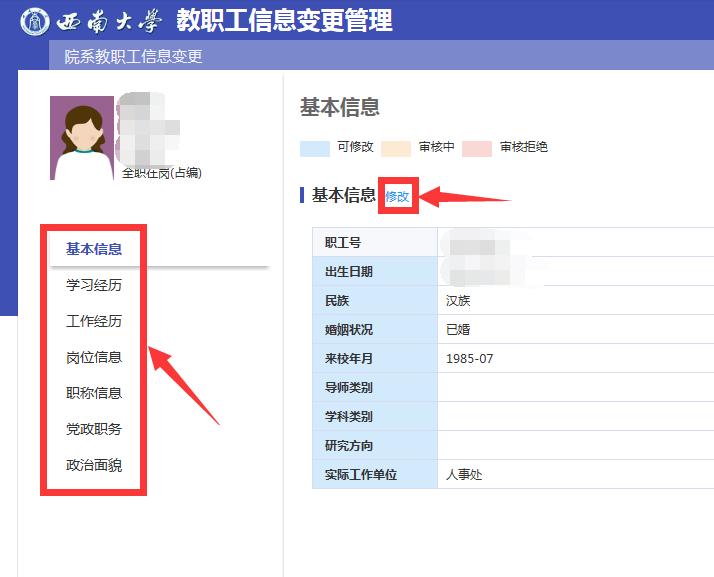 西南大学 教职工信息变更管理
院系教职工信息变更
全职在岗(占编)
基本信息
学习经历
工作经历
岗位信息
职称信息
党政职务
政治面貌
基本信息
可修改 审核中 审核拒绝
基本信息 修改
职工号
出生日期
民族 汉族
婚姻状况 已婚
来校年月 1985-07
导师类别
学科类别
研究方向
实际工作单位 人事处